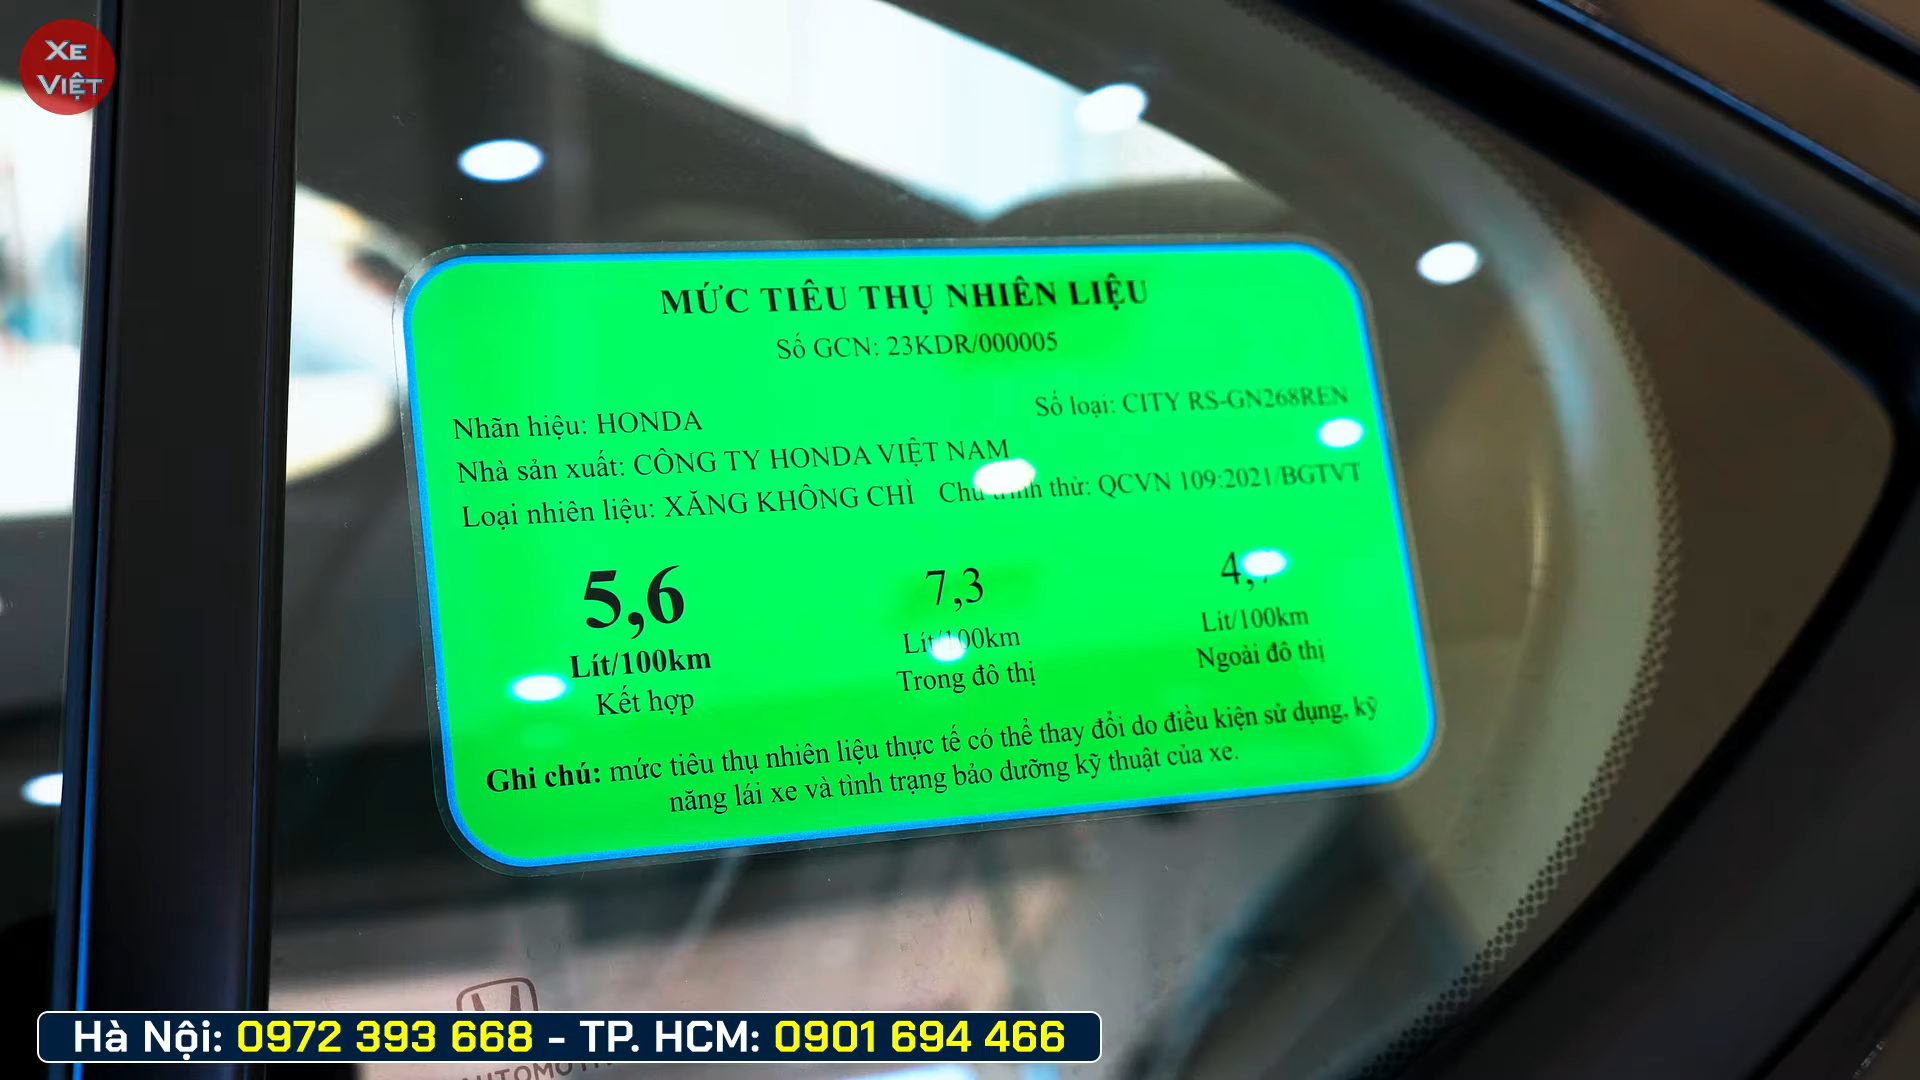 XE
VIỆT
MỨC TIÊU THỤ NHIÊN LIỆU
Số GCN: 23KDR/000005
Nhãn hiệu: HONDA
Số loại: CITY RS-GN268REN
Nhà sản xuất: CÔNG TY HONDA VIỆT NAM
Loại nhiên liệu: XĂNG KHÔNG CHÌ
Chu trình thử: QCVN 109:2021/BGTVT
5,6
Lít/100km
Kết hợp
7,3
Lít/100km
Trong đô thị
Lít/100km
Ngoài đô thị
Ghi chú: mức tiêu thụ nhiên liệu thực tế có thể thay đổi do điều kiện sử dụng, kỹ
năng lái xe và tình trạng bảo dưỡng kỹ thuật của xe.
Hà Nội: 0972 393 668 - TP. HCM: 0901 694 466